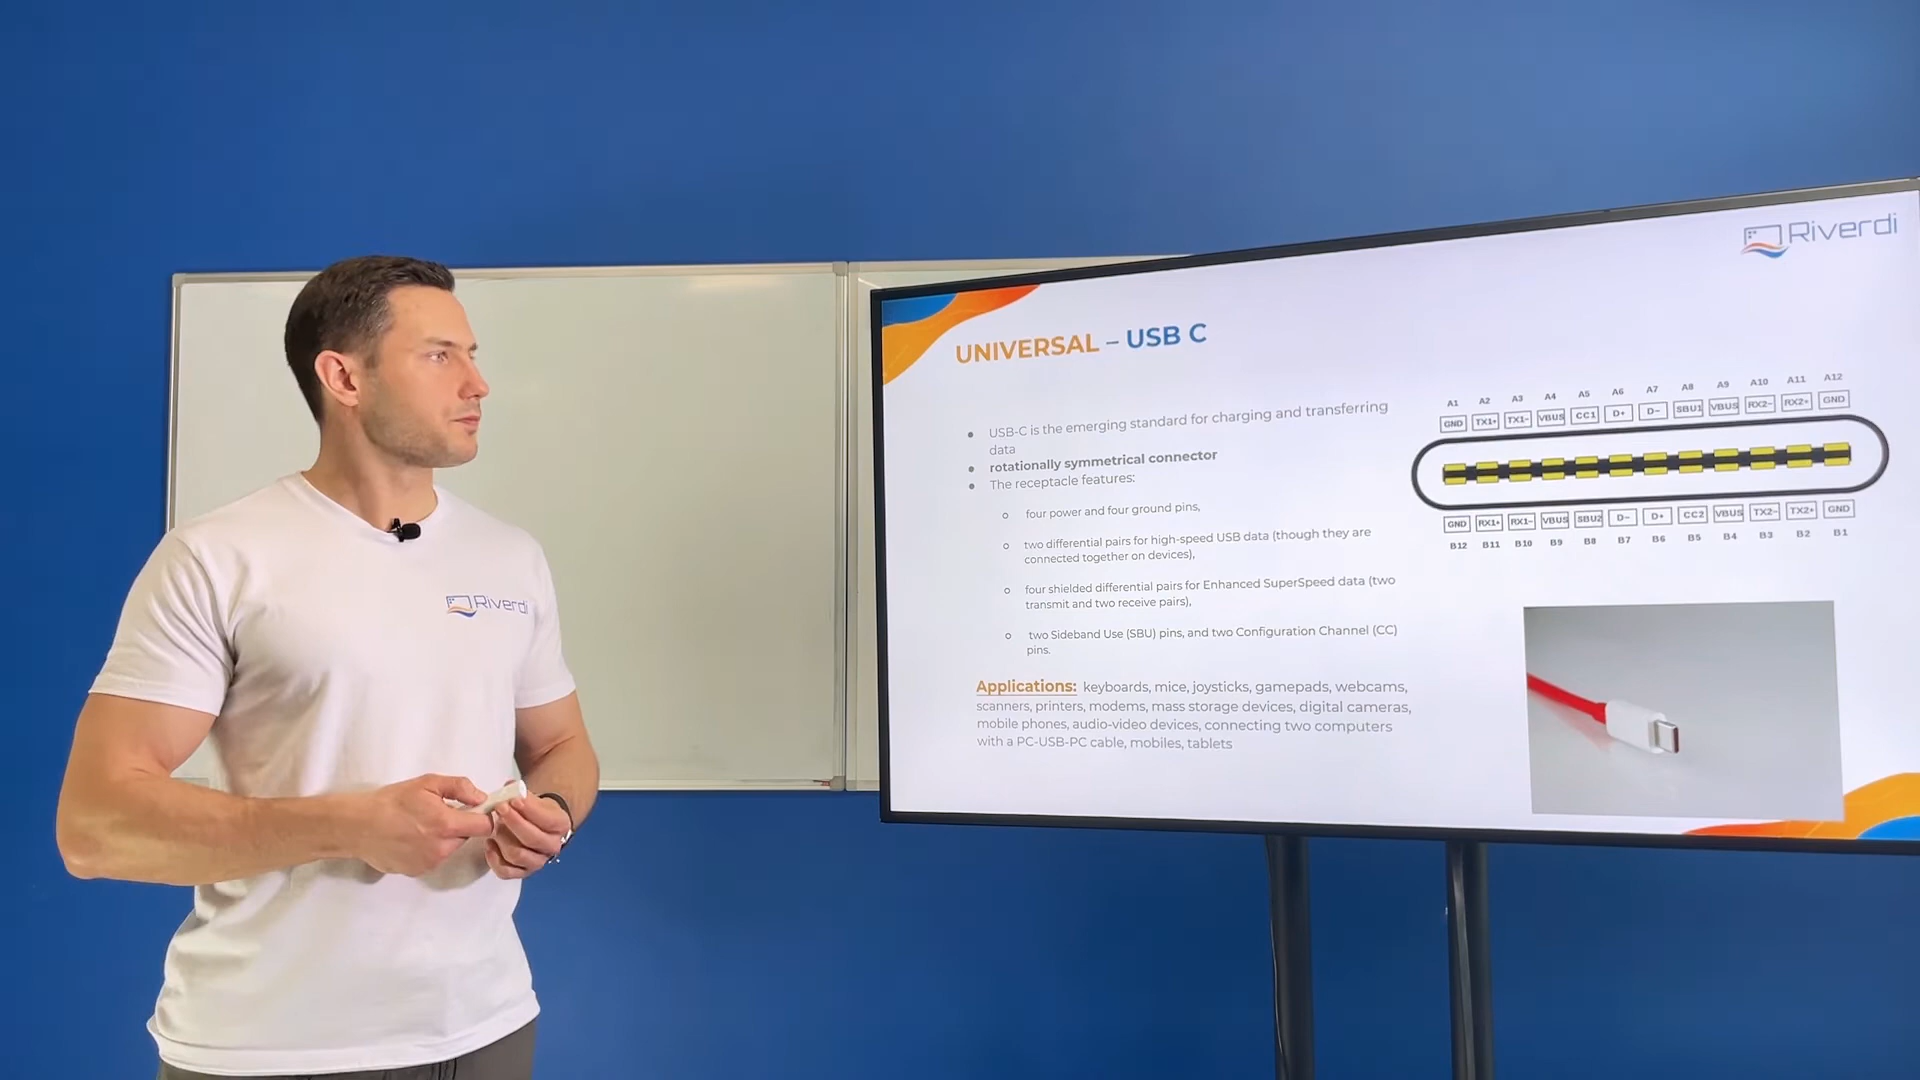 Riverdi
UNIVERSAL – USB C
USB-C is the emerging standard for charging and transferring
data
rotationally symmetrical connector
The receptacle features:
four power and four ground pins,
two differential pairs for high-speed USB data (though they are
connected together on devices),
four shielded differential pairs for Enhanced SuperSpeed data (two
transmit and two receive pairs),
two Sideband Use (SBU) pins, and two Configuration Channel (CC)
pins.
Applications: keyboards, mice, joysticks, gamepads, webcams,
scanners, printers, modems, mass storage devices, digital cameras,
mobile phones, audio-video devices, connecting two computers
with a PC-USB-PC cable, mobiles, tablets
A1 A2 A3 A4 A5 A6 A7 A8 A9 A10 A11 A12
GND TX1+ TX1− VBUS CC1 D+ D− SBU1 VBUS RX2− RX2+ GND
GND RX1+ RX1− VBUS SBU2 D− D+ CC2 VBUS TX2− TX2+ GND
B12 B11 B10 B9 B8 B7 B6 B5 B4 B3 B2 B1
Riverdi